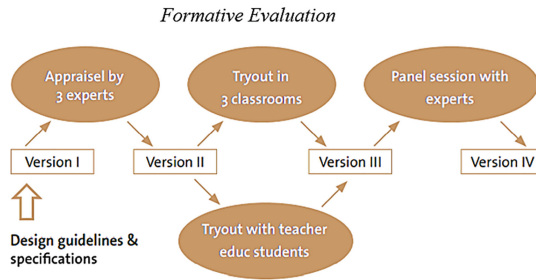 Formative Evaluation
Appraisel by
3 experts
Tryout in
3 classrooms
Panel session with
experts
Version I
Version II
Version III
Version IV
Design guidelines &
specifications
Tryout with teacher
educ students